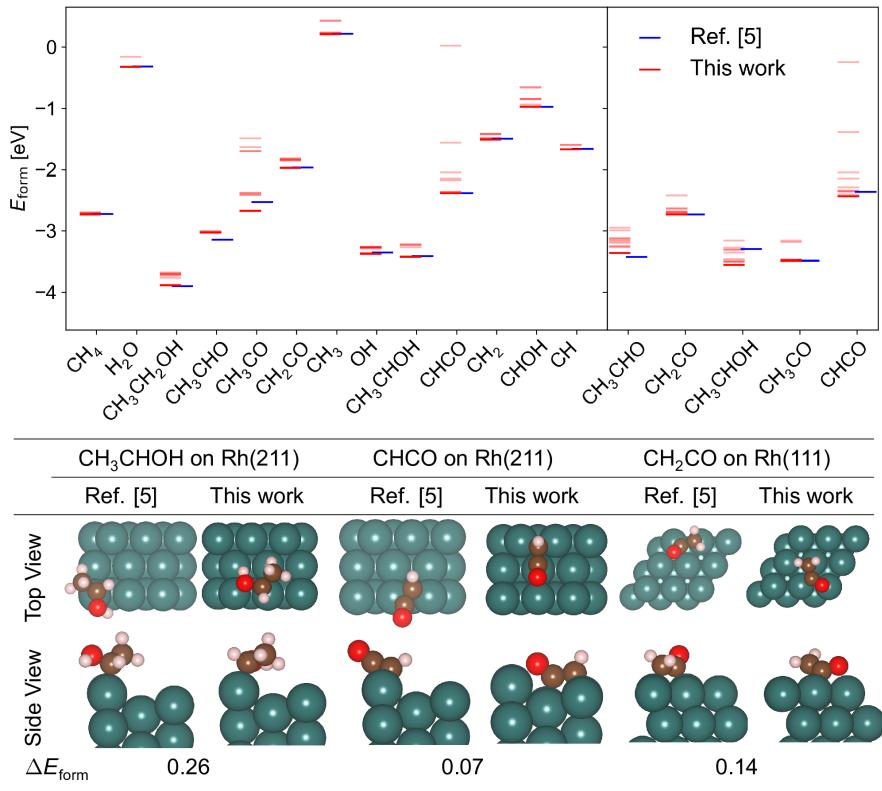 0
−1
−2
−3
−4
E_form [eV]
Ref. [5]
This work
CH₄
H₂O
CH₃CH₂OH
CH₃CHO
CH₃CO
CH₂CO
CH₃
OH
CH₃CHOH
CHCO
CH₂
CHOH
CH
CH₃CHO
CH₂CO
CH₃CHOH
CH₃CO
CHCO
CH₃CHOH on Rh(211) CHCO on Rh(211) CH₂CO on Rh(111)
Ref. [5] This work Ref. [5] This work Ref. [5] This work
Top View
Side View
ΔE_form 0.26 0.07 0.14